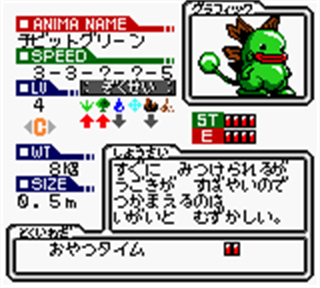 ANIMA NAME
グラフィック
チビットグリーン
SPEED
3-3-?-?-5
LV
ぞくせい
4
C
ST
E
WT
8kg
しょうさい
SIZE
0.5m
すぐに みつけられるが
うごきが すばやいので
つかまえるのは
いがいと むずかしい。
とくいわざ
おやつタイム